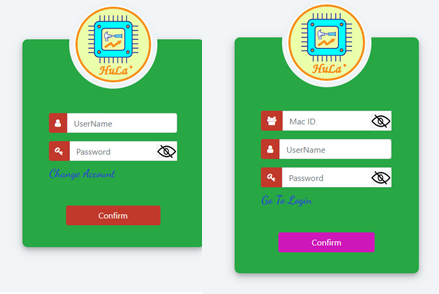 HuLa
UserName
Password
Change Account
Confirm
HuLa
Mac ID
UserName
Password
Go To Login
Confirm